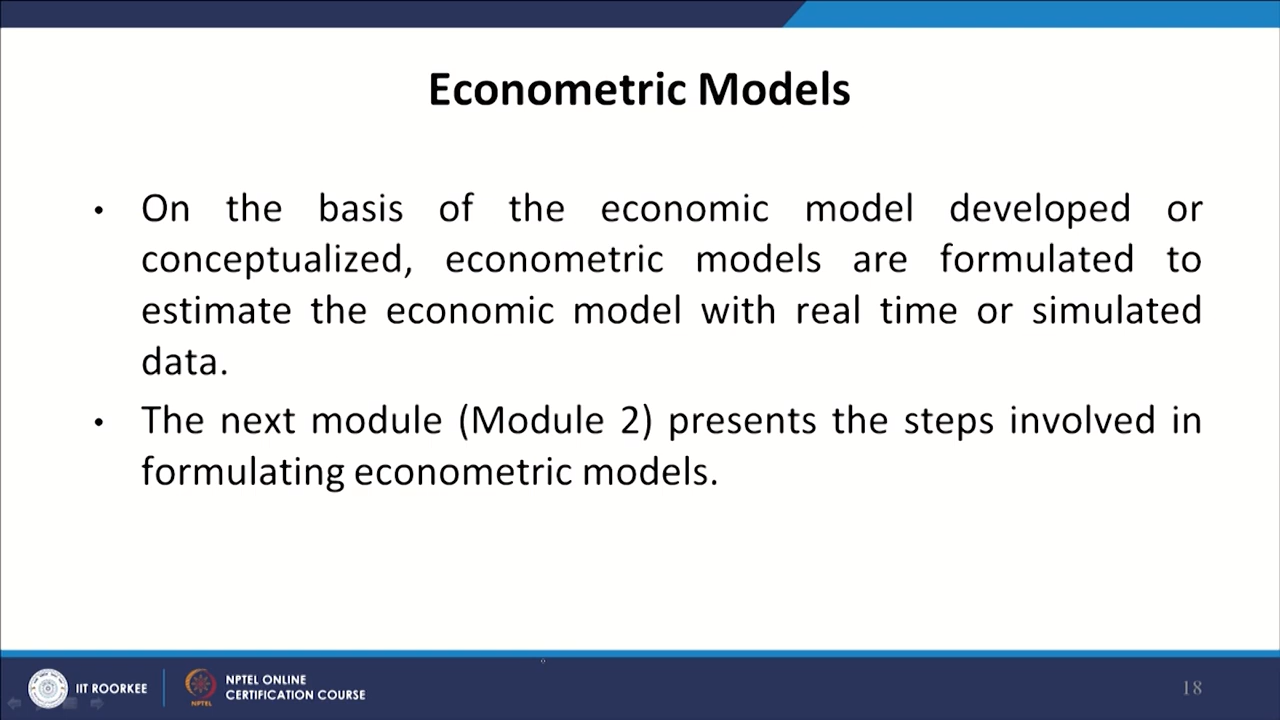 Econometric Models
• On the basis of the economic model developed or
conceptualized, econometric models are formulated to
estimate the economic model with real time or simulated
data.
• The next module (Module 2) presents the steps involved in
formulating econometric models.
IIT ROORKEE
NPTEL
NPTEL ONLINE
CERTIFICATION COURSE
18